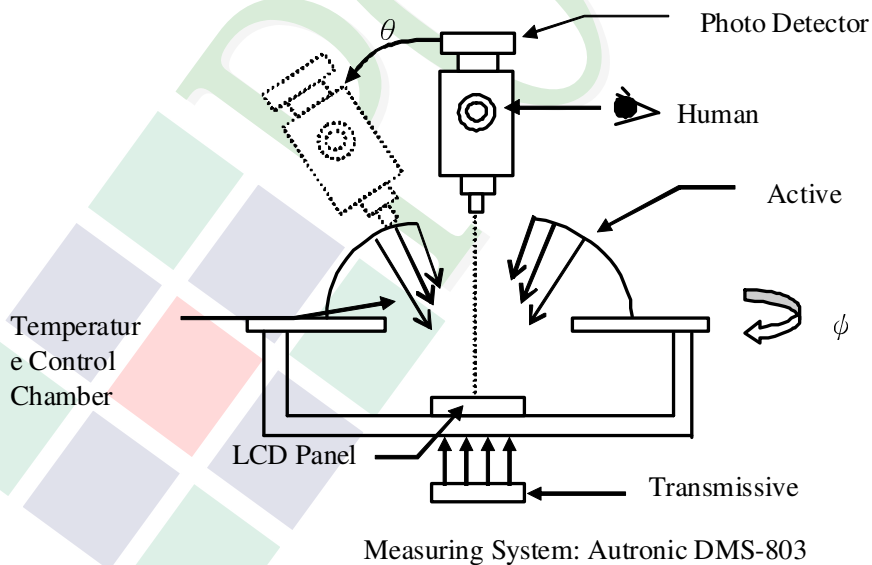 Photo Detector
θ
Human
Active
Temperatur
e Control
Chamber
ϕ
LCD Panel
Transmissive
Measuring System: Autronic DMS-803